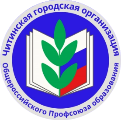 Читинская городская организация
Общероссийского Профсоюза образования